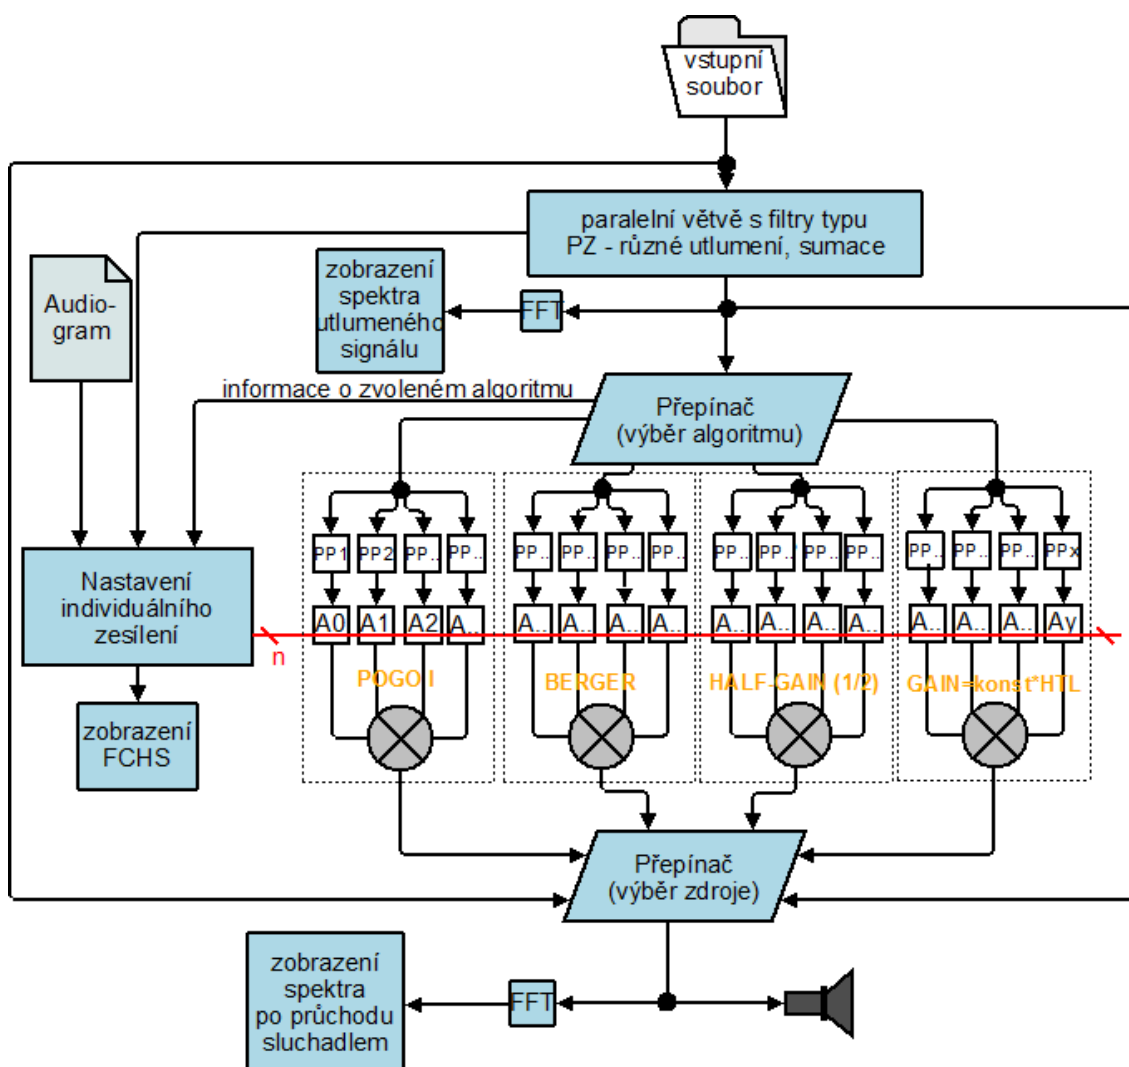 vstupní
soubor
paralelní větvě s filtry typu
PZ - různé utlumení, sumace
zobrazení
spektra
utlumeného
signálu
FFT
Audio-
gram
informace o zvoleném algoritmu
Přepínač
(výběr algoritmu)
PP1 PP2 PP.. PP..
PP.. PP.. PP.. PP..
PP.. PP.. PP.. PP..
PP.. PP.. PP.. PPx
Nastavení
individuálního
zesílení
A0 A1 A2 A..
A.. A.. A.. A..
A.. A.. A.. A..
A.. A.. A.. Ay
n
POGO I
BERGER
HALF-GAIN (1/2)
GAIN=konst*HTL
zobrazení
FCHS
Přepínač
(výběr zdroje)
zobrazení
spektra
po průchodu
sluchadlem
FFT